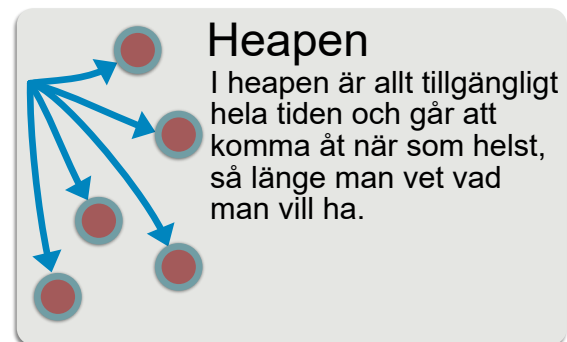 Heapen
I heapen är allt tillgängligt
hela tiden och går att
komma åt när som helst,
så länge man vet vad
man vill ha.